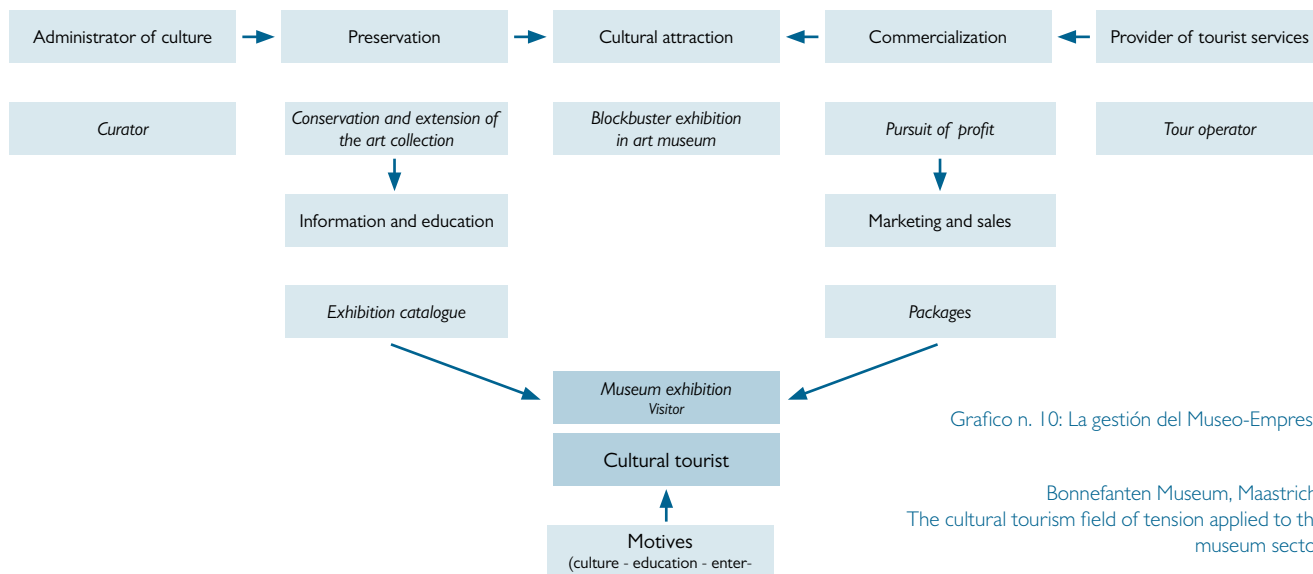 Administrator of culture
Preservation
Cultural attraction
Commercialization
Provider of tourist services
Curator
Conservation and extension of
the art collection
Blockbuster exhibition
in art museum
Pursuit of profit
Tour operator
Information and education
Marketing and sales
Exhibition catalogue
Packages
Museum exhibition
Visitor
Cultural tourist
Motives
(culture - education - enter-
Grafico n. 10: La gestión del Museo-Empres
Bonnefanten Museum, Maastrich
The cultural tourism field of tension applied to th
museum secto